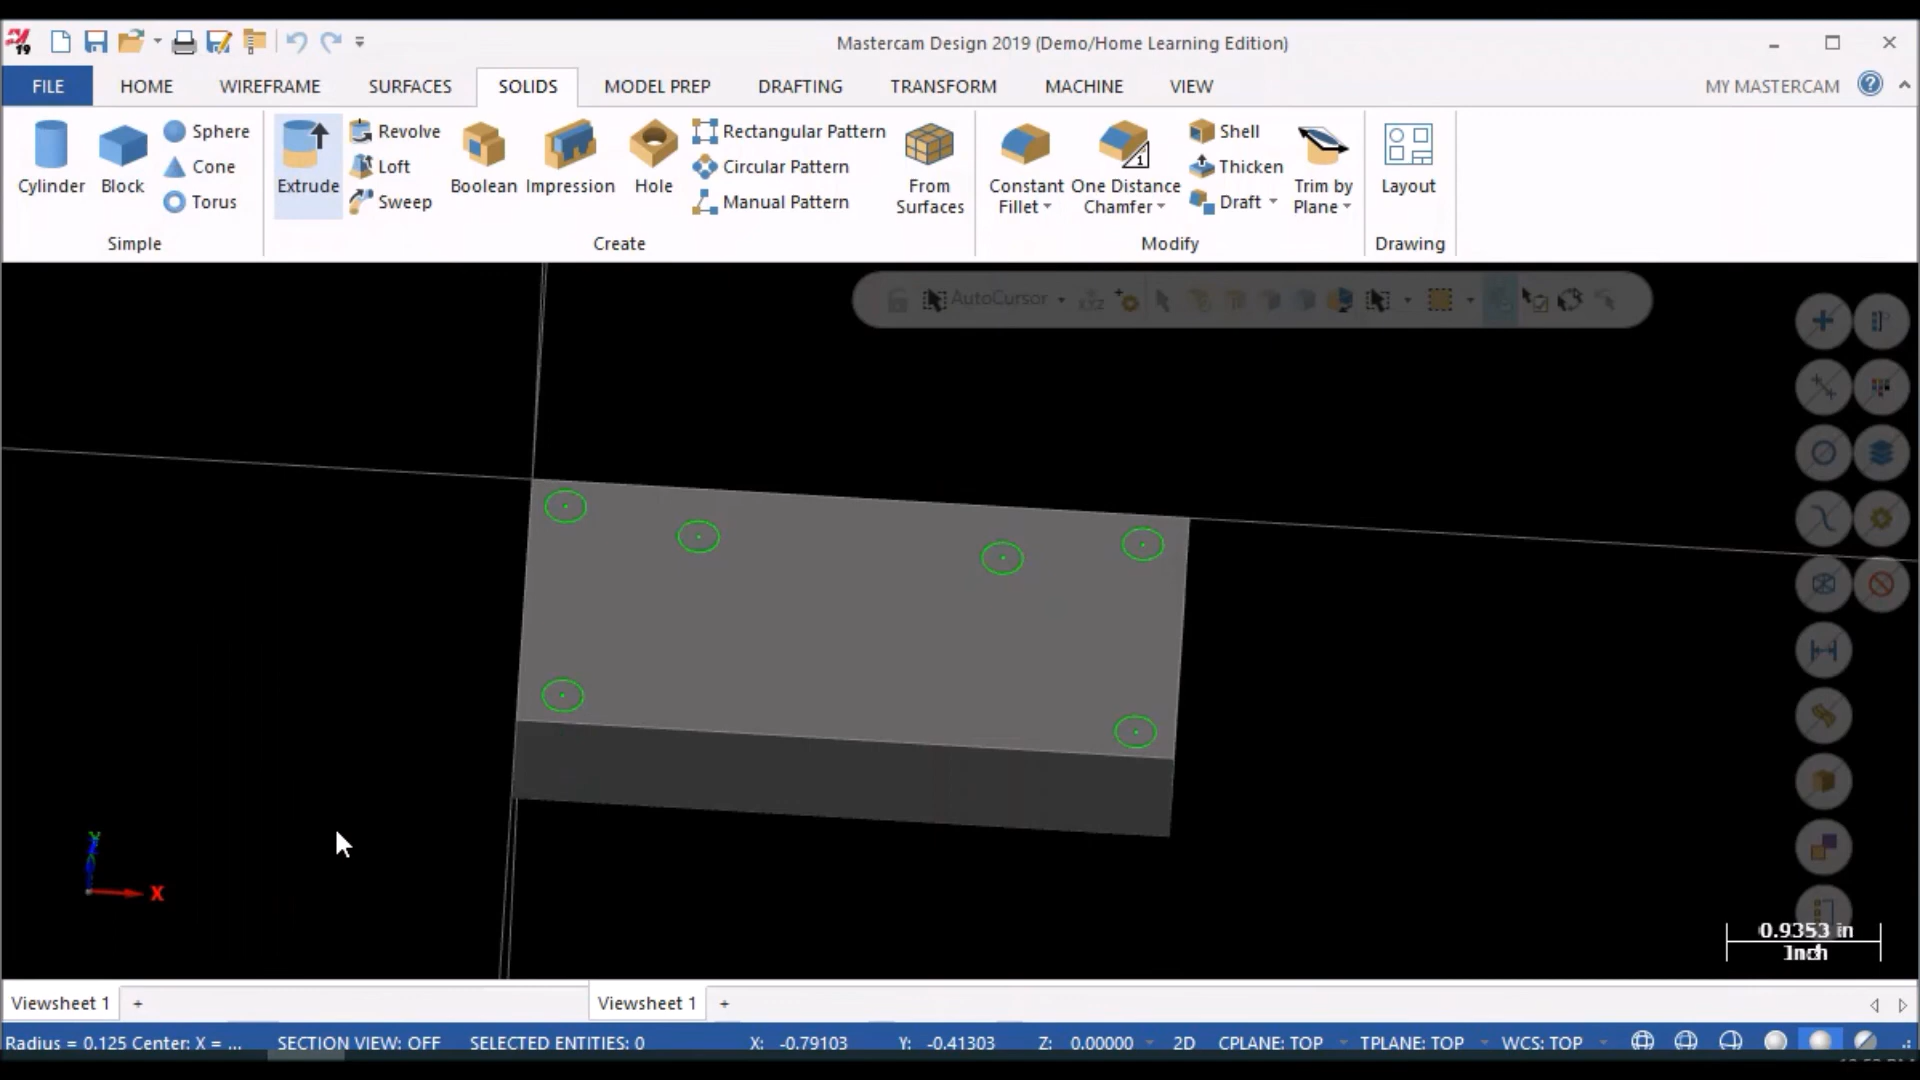 19
Mastercam Design 2019 (Demo/Home Learning Edition)
FILE HOME WIREFRAME SURFACES SOLIDS MODEL PREP DRAFTING TRANSFORM MACHINE VIEW MY MASTERCAM
Cylinder
Block
Sphere
Cone
Torus
Simple
Extrude
Revolve
Loft
Sweep
Boolean
Impression
Hole
Rectangular Pattern
Circular Pattern
Manual Pattern
From
Surfaces
Create
Constant
Fillet
1
One Distance
Chamfer
Shell
Thicken
Draft
Trim by
Plane
Modify
Layout
Drawing
AutoCursor
XYZ
Y
X
0.9353 in
Inch
Viewsheet 1 + Viewsheet 1 +
Radius = 0.125 Center: X = ... SECTION VIEW: OFF SELECTED ENTITIES: 0 X: -0.79103 Y: -0.41303 Z: 0.00000 2D CPLANE: TOP TPLANE: TOP WCS: TOP